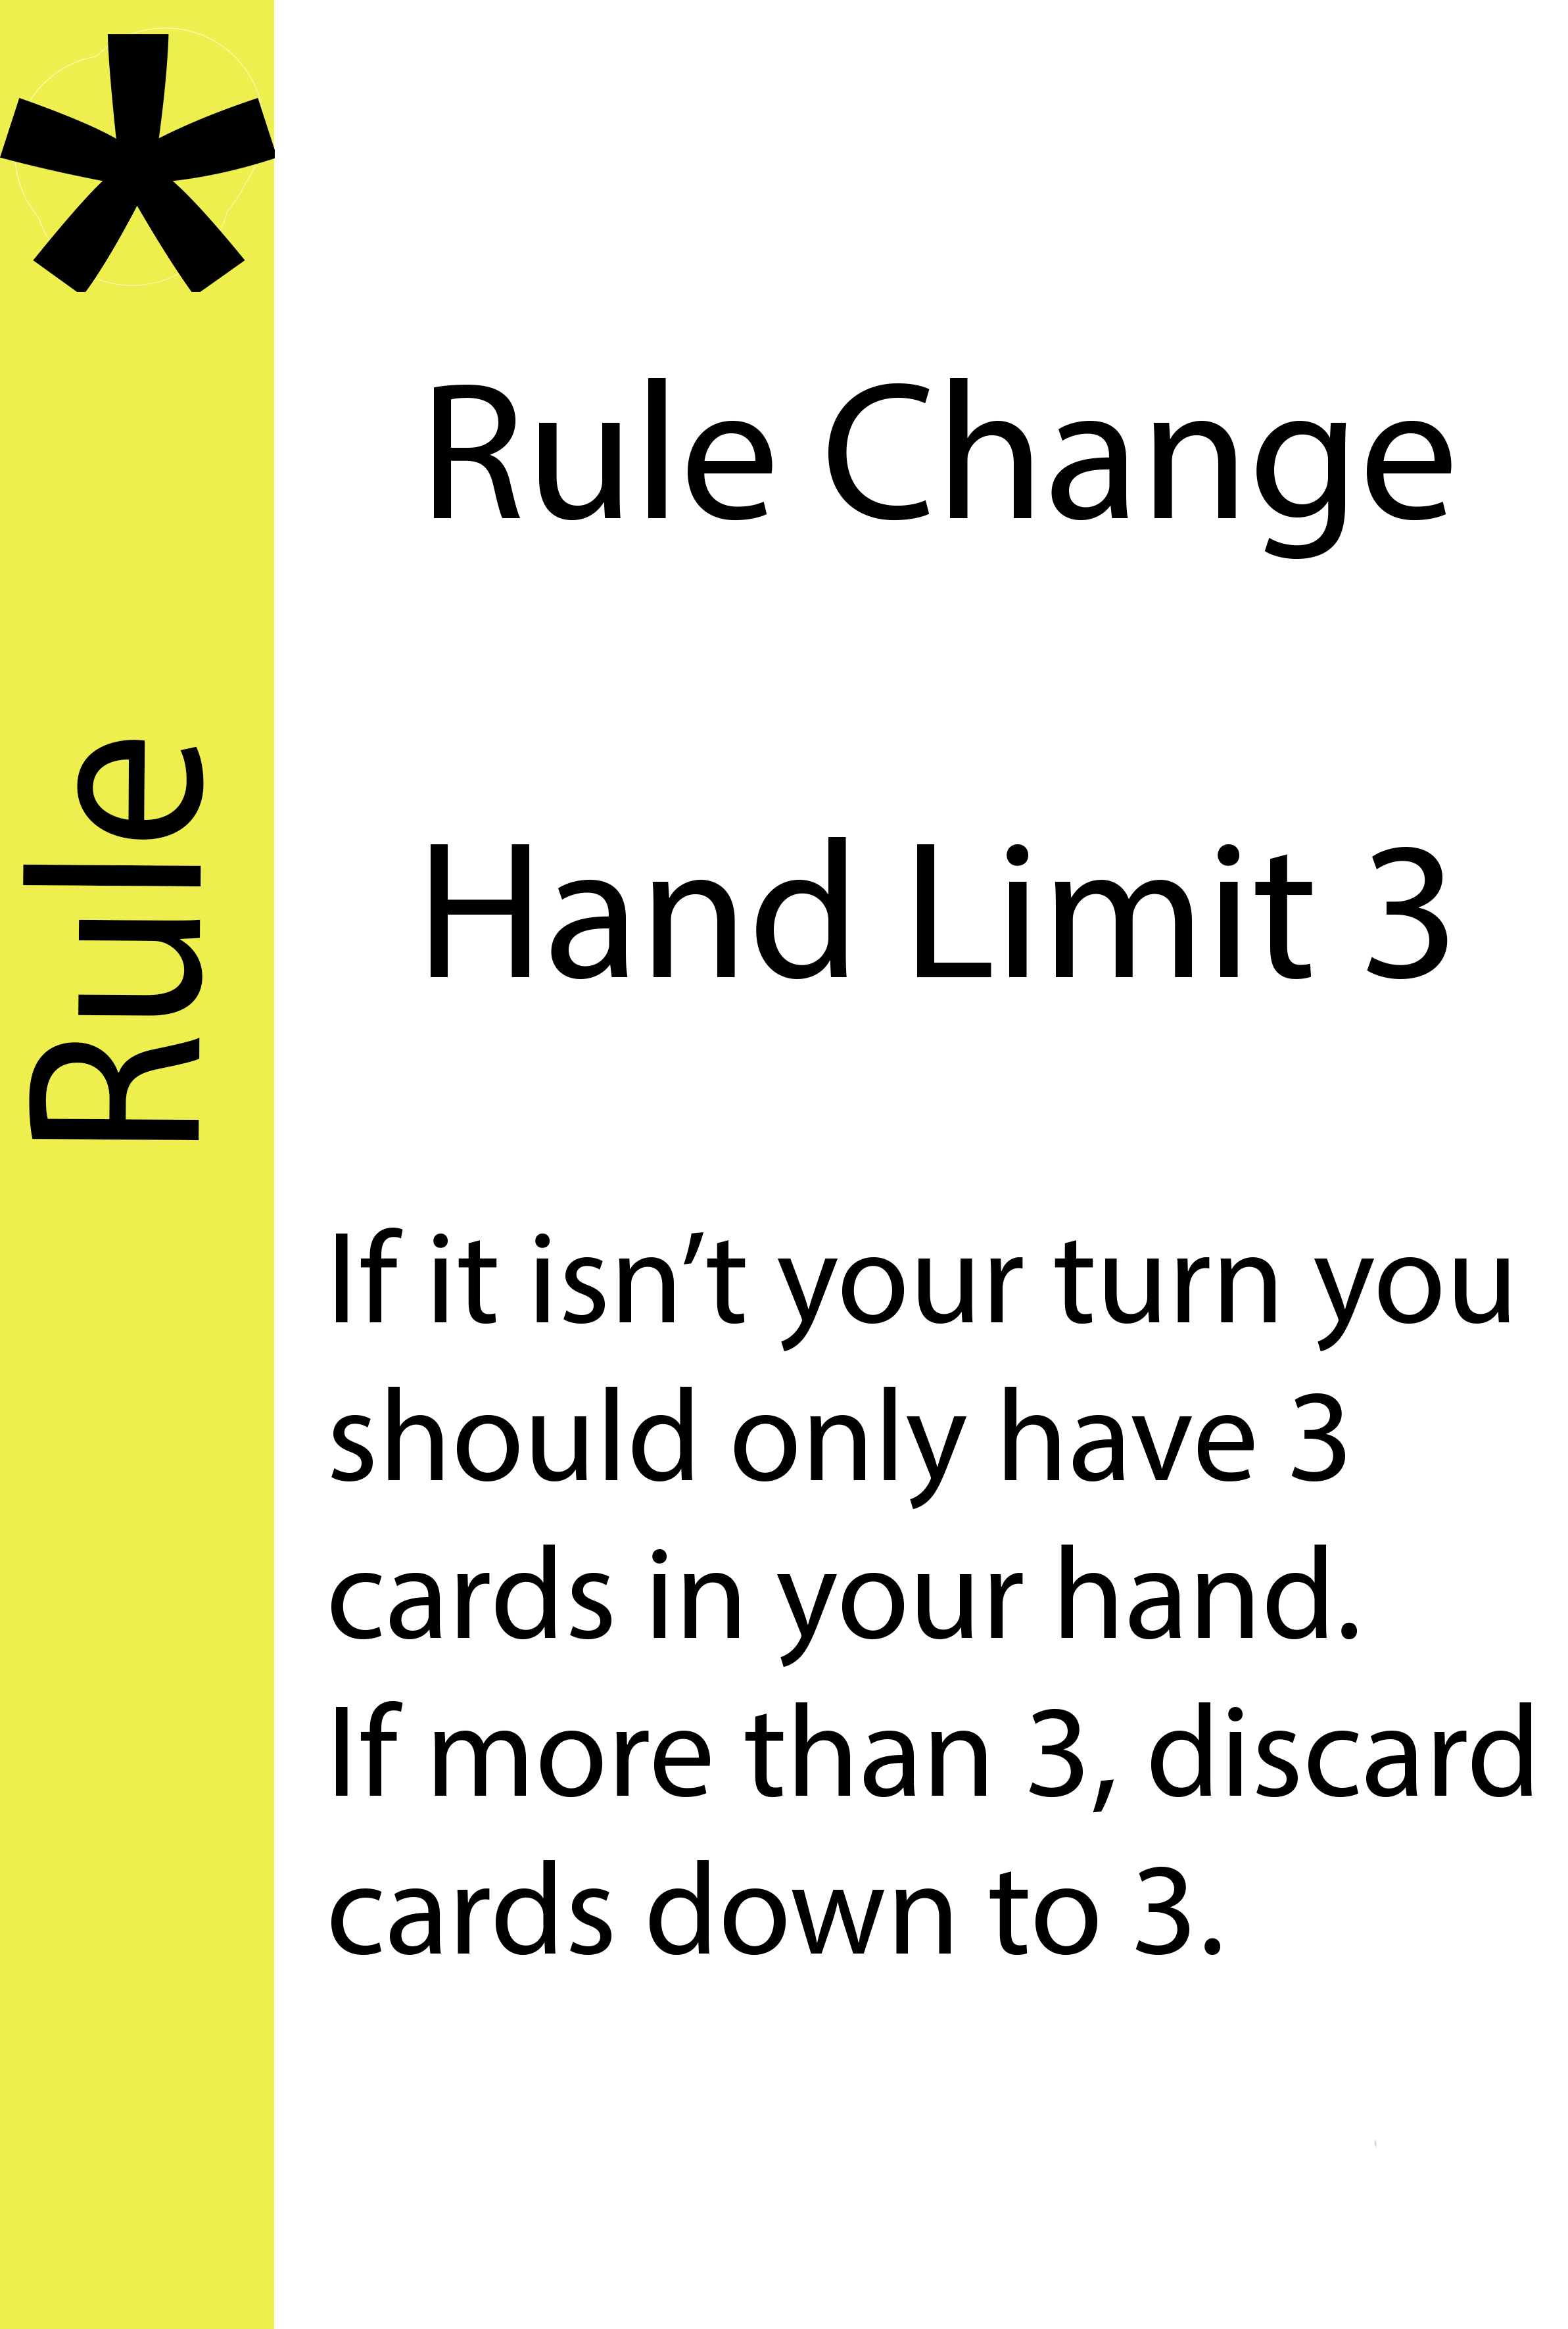 *
Rule
Rule Change
Hand Limit 3
If it isn’t your turn you
should only have 3
cards in your hand.
If more than 3, discard
cards down to 3.